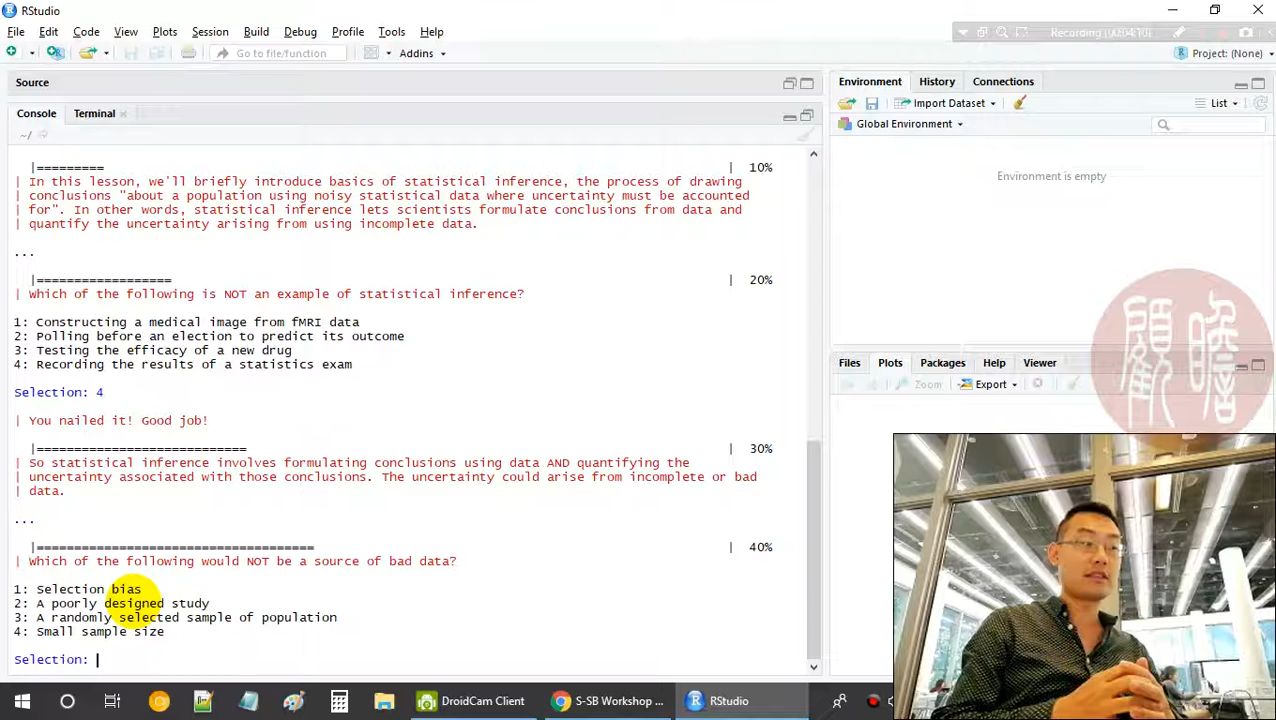 RStudio
File Edit Code View Plots Session Build Debug Profile Tools Help
Recording [00:04:10]
Go to file/function
Addins
Project: (None)
Source
Console Terminal
~/
|========= | 10%
| In this lesson, we'll briefly introduce basics of statistical inference, the process of drawing
| conclusions "about a population using noisy statistical data where uncertainty must be accounted
| for". In other words, statistical inference lets scientists formulate conclusions from data and
| quantify the uncertainty arising from using incomplete data.
...
|================== | 20%
| Which of the following is NOT an example of statistical inference?
1: Constructing a medical image from fMRI data
2: Polling before an election to predict its outcome
3: Testing the efficacy of a new drug
4: Recording the results of a statistics exam
Selection: 4
| You nailed it! Good job!
|============================ | 30%
| So statistical inference involves formulating conclusions using data AND quantifying the
| uncertainty associated with those conclusions. The uncertainty could arise from incomplete or bad
| data.
...
|===================================== | 40%
| Which of the following would NOT be a source of bad data?
1: Selection bias
2: A poorly designed study
3: A randomly selected sample of population
4: Small sample size
Selection:
Environment History Connections
Import Dataset
List
Global Environment
Environment is empty
Files Plots Packages Help Viewer
Zoom Export
DroidCam Client
S-SB Workshop ...
RStudio